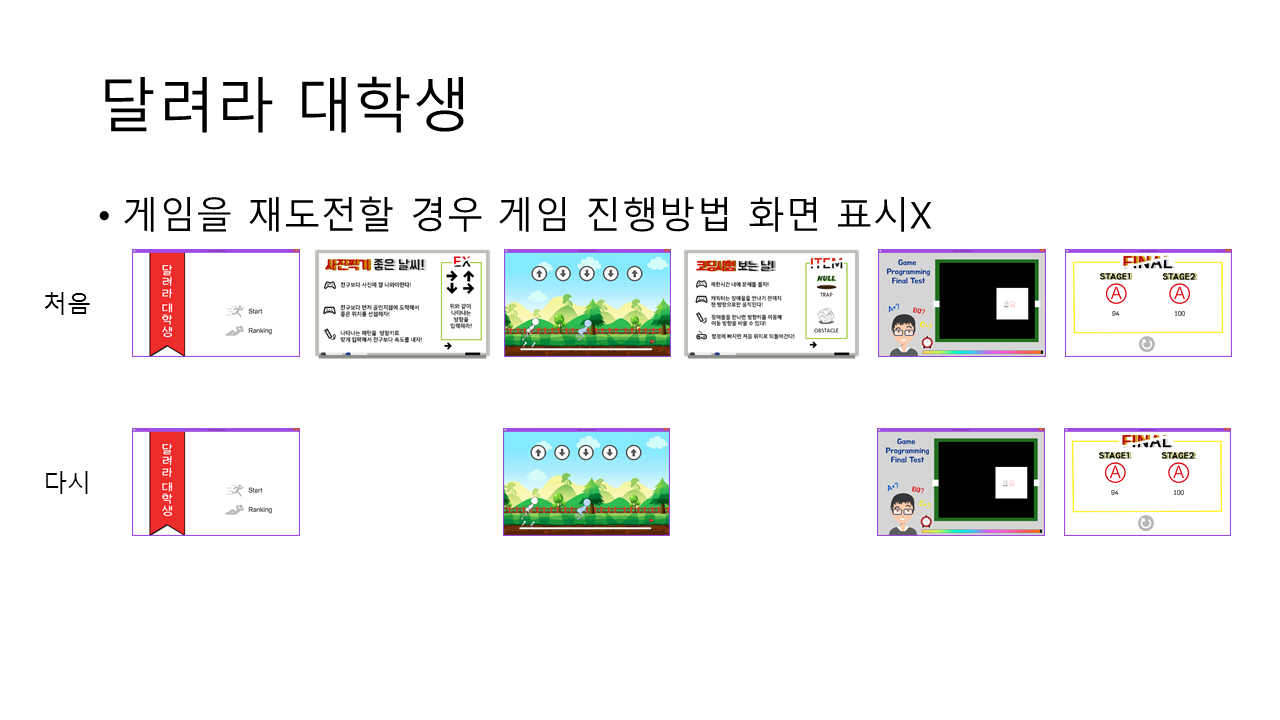 달려라 대학생
• 게임을 재도전할 경우 게임 진행방법 화면 표시X
처음
달려라 대학생
Start
Ranking
사진찍기 좋은 날씨!
친구보다 사진에 잘 나와야한다!
친구보다 먼저 골인지점에 도착해서
좋은 위치를 선점하자!
나타나는 패턴을 방향키로
맞게 입력해서 친구보다 속도를 내자!
EX
위와 같이
나타나는
방향을
입력하자!
코딩시험 보는 날!
제한시간 내에 문제를 풀자!
캐릭터는 장애물을 만나기 전까지
한 방향으로만 움직인다!
장애물을 만나면 방향키를 이용해
이동 방향을 바꿀 수 있다!
함정에 빠지면 처음 위치로 되돌아간다!
ITEM
NULL
TRAP
OBSTACLE
Game
Programming
Final Test
A+?
BQ?
FINAL
STAGE1 STAGE2
A A
94 100
다시
달려라 대학생
Start
Ranking
Game
Programming
Final Test
A+?
BQ?
FINAL
STAGE1 STAGE2
A A
94 100